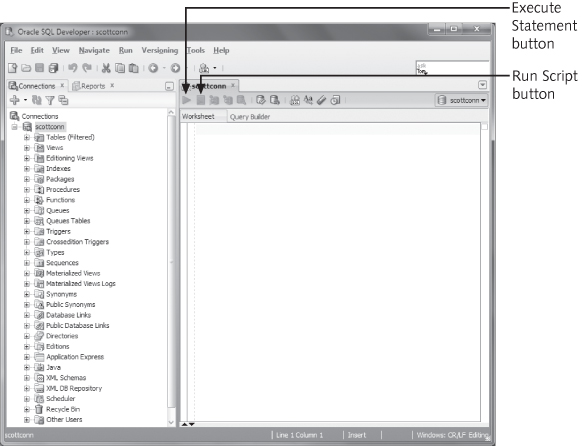 Execute
Statement
button
Run Script
button
Oracle SQL Developer : scottconn
File Edit View Navigate Run Versioning Tools Help
Connections Reports
scottconn
scottconn
Worksheet Query Builder
Connections
scottconn
Tables (Filtered)
Views
Editioning Views
Indexes
Packages
Procedures
Functions
Queues
Queues Tables
Triggers
Crossedition Triggers
Types
Sequences
Materialized Views
Materialized Views Logs
Synonyms
Public Synonyms
Database Links
Public Database Links
Directories
Editions
Application Express
Java
XML Schemas
XML DB Repository
Scheduler
Recycle Bin
Other Users
scottconn
Line 1 Column 1 Insert Windows: CR/LF Editing